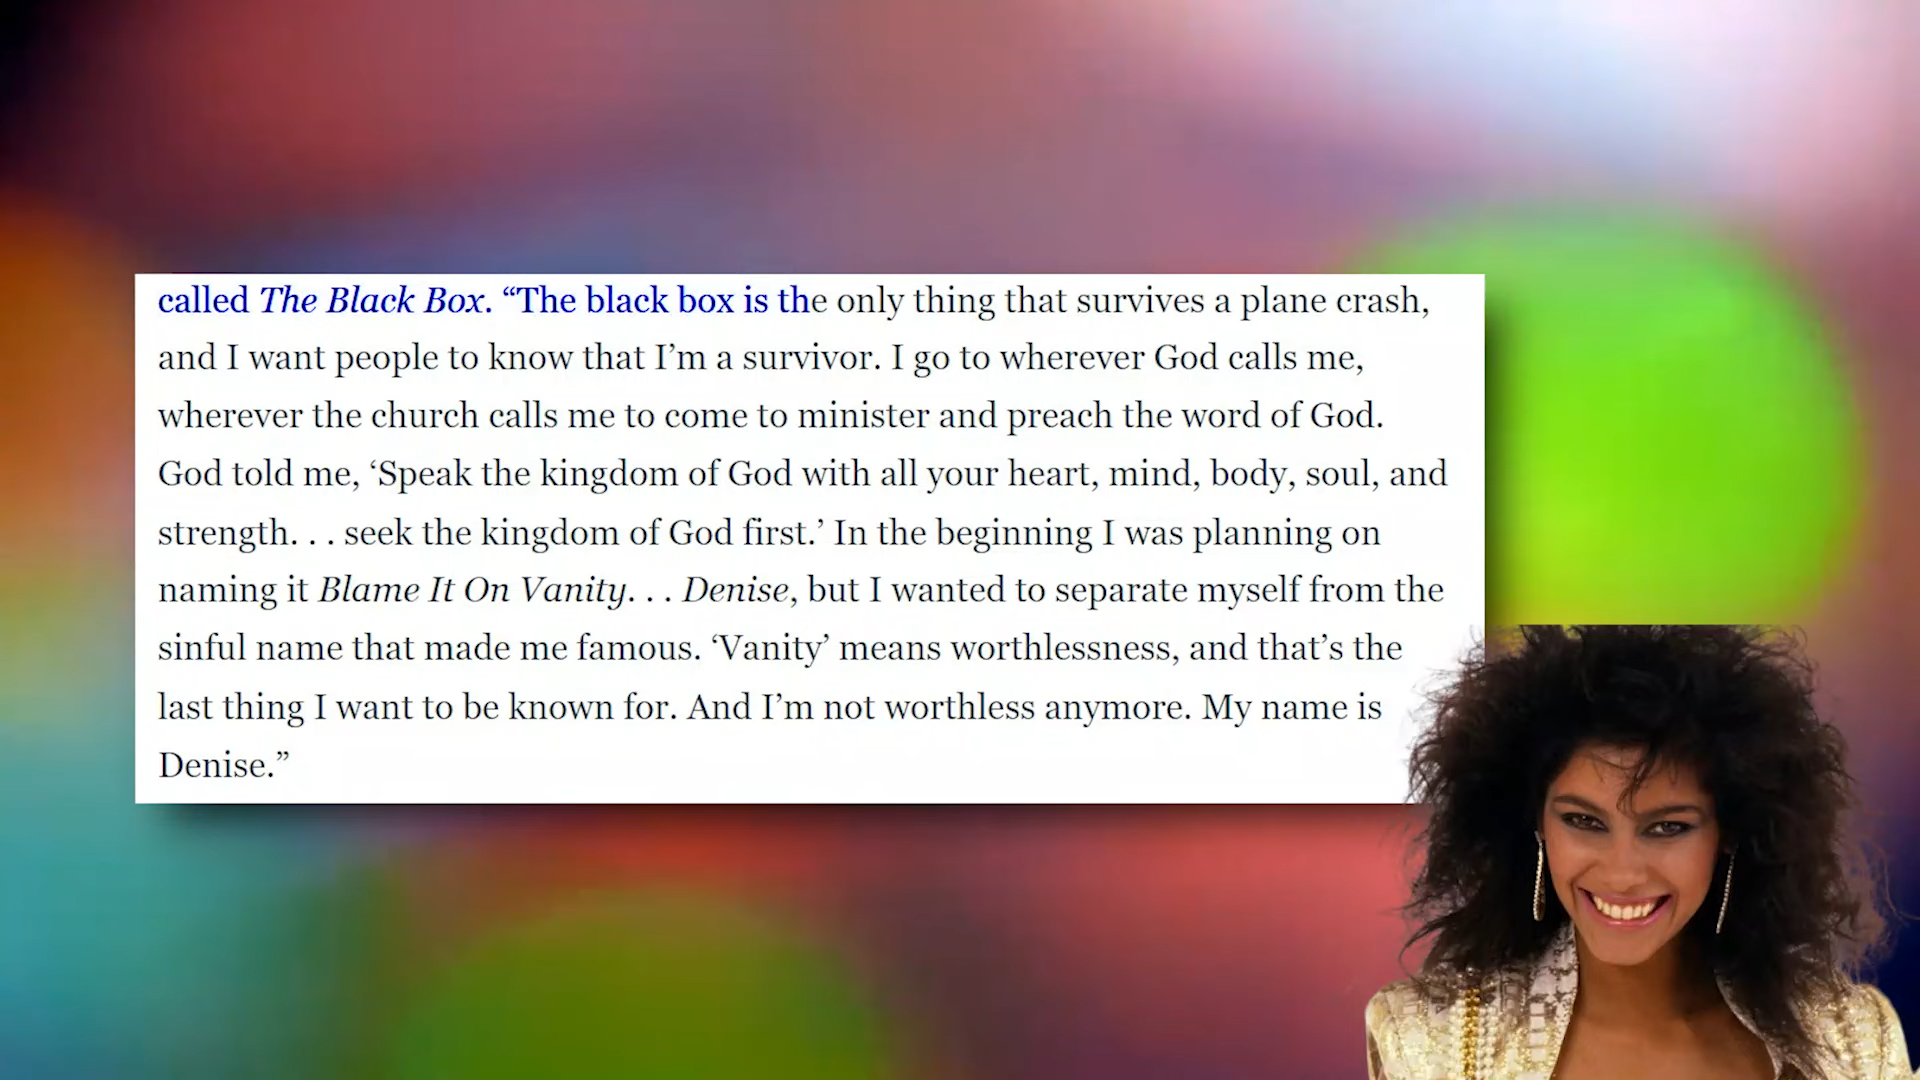 called The Black Box. “The black box is the only thing that survives a plane crash,
and I want people to know that I’m a survivor. I go to wherever God calls me,
wherever the church calls me to come to minister and preach the word of God.
God told me, ‘Speak the kingdom of God with all your heart, mind, body, soul, and
strength. . . seek the kingdom of God first.’ In the beginning I was planning on
naming it Blame It On Vanity. . . Denise, but I wanted to separate myself from the
sinful name that made me famous. ‘Vanity’ means worthlessness, and that’s the
last thing I want to be known for. And I’m not worthless anymore. My name is
Denise.”